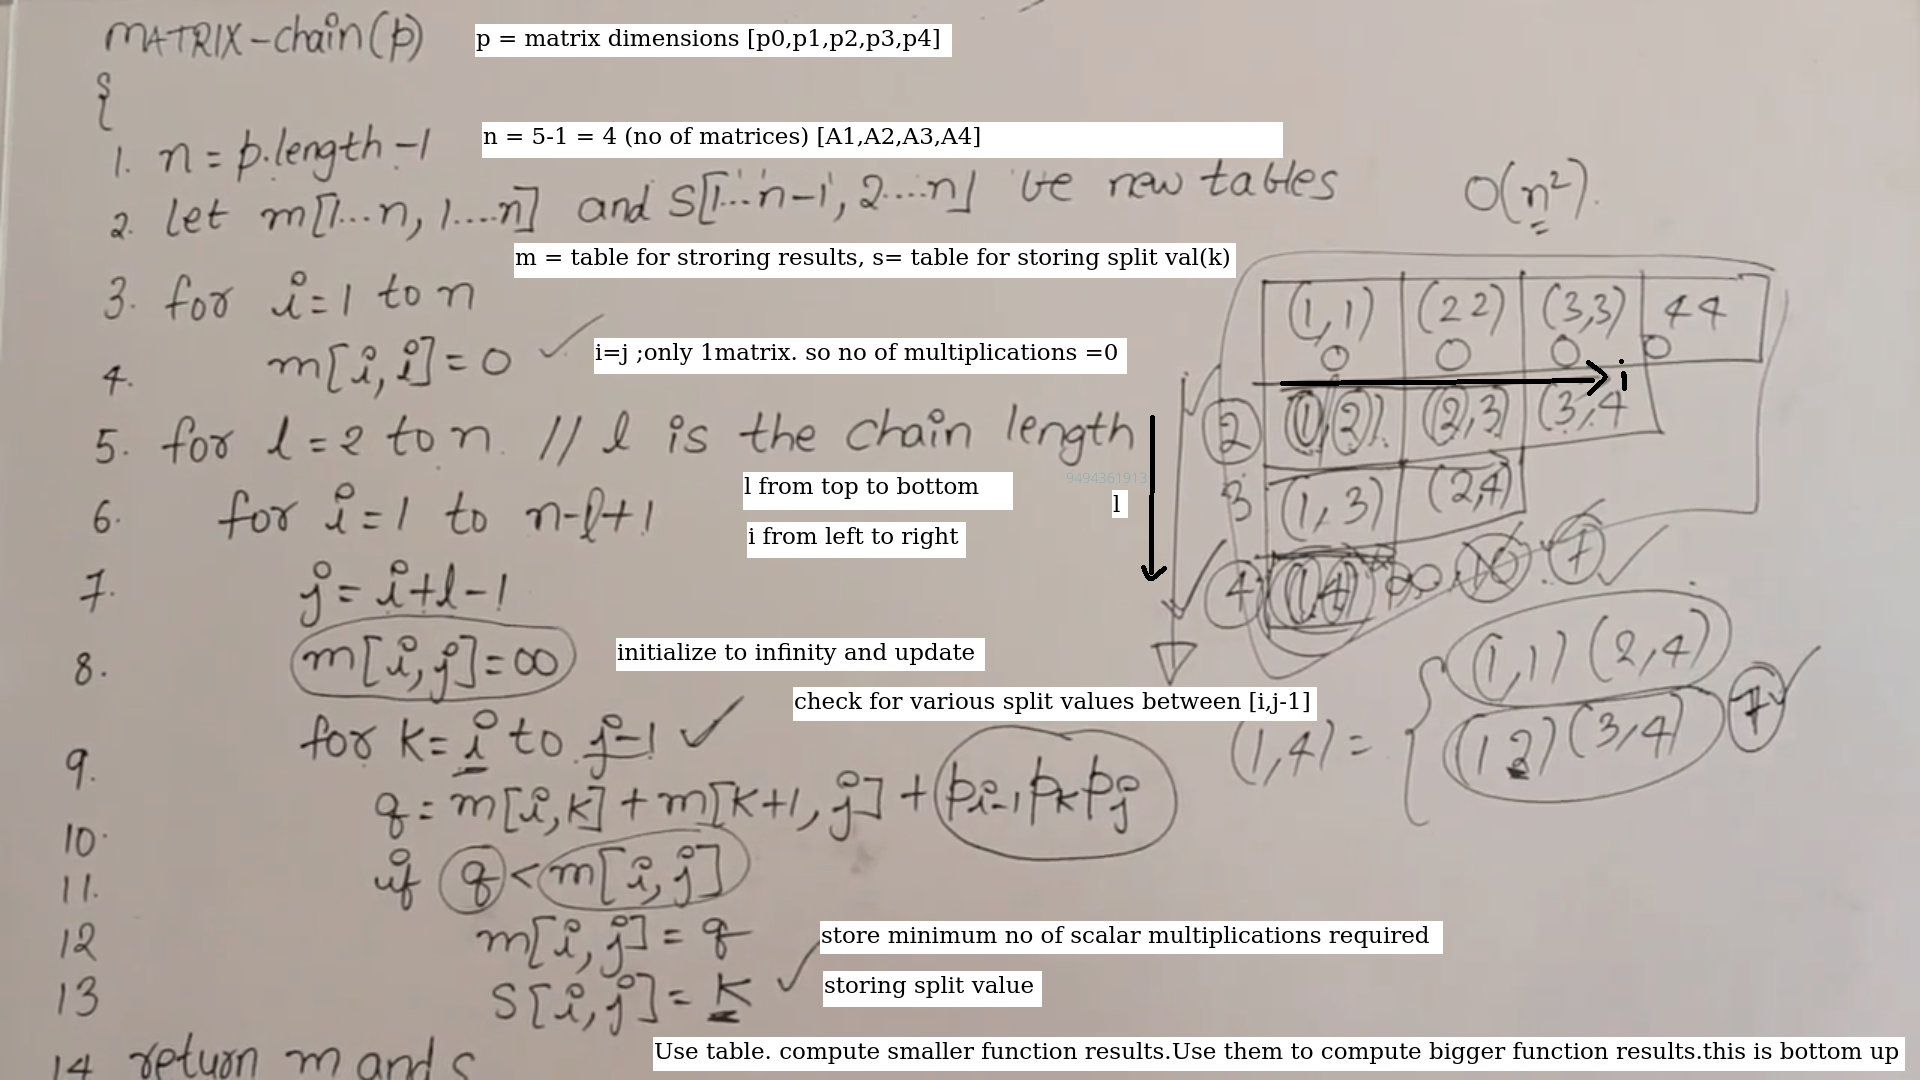 MATRIX-chain(p) p = matrix dimensions [p0,p1,p2,p3,p4]
{
1. n = p.length -1 n = 5-1 = 4 (no of matrices) [A1,A2,A3,A4]
2. let m[1...n, 1....n] and S[1...n-1, 2....n] be new tables O(n²).
m = table for stroring results, s= table for storing split val(k)
3. for i=1 to n
4. m[i,i]=0 i=j ;only 1matrix. so no of multiplications =0
(1,1) (2 2) (3,3) 4 4
0 0 0 0
i
5. for l=2 to n // l is the chain length
2 (1,2) (2,3) (3,4
9494361913
l from top to bottom
l
3 (1,3) (2,4)
6. for i=1 to n-l+1
i from left to right
7. j= i+l-1
4 (1,4) ∞ 10 7
8. m[i,j]=∞ initialize to infinity and update
check for various split values between [i,j-1]
9. for k= i to j-1
(1,4) = { (1,1) (2,4)
(1 2) (3,4) 7
10. q= m[i,k] + m[k+1, j] + pi-1 pk pj
11. if q < m[i,j]
12 m[i,j] = q store minimum no of scalar multiplications required
13 S[i,j] = k storing split value
14 return m and s
Use table. compute smaller function results.Use them to compute bigger function results.this is bottom up